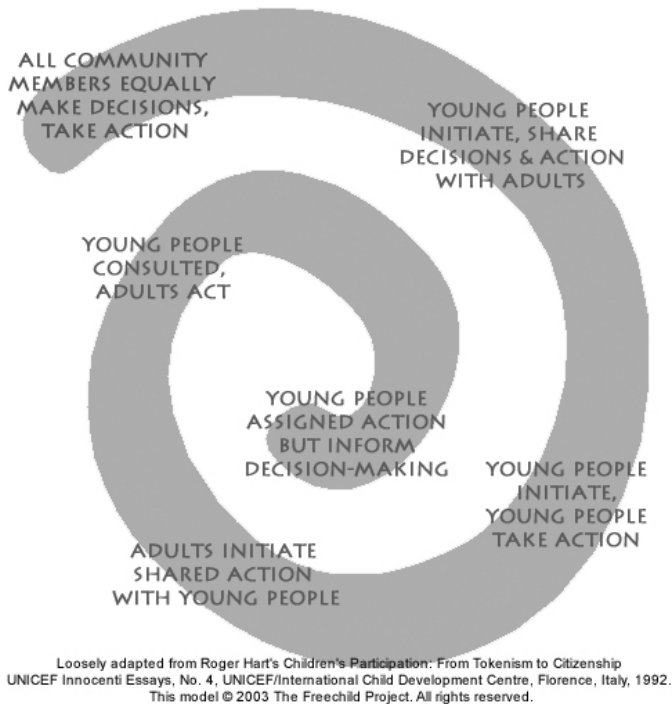 ALL COMMUNITY
MEMBERS EQUALLY
MAKE DECISIONS,
TAKE ACTION
YOUNG PEOPLE
INITIATE, SHARE
DECISIONS & ACTION
WITH ADULTS
YOUNG PEOPLE
CONSULTED,
ADULTS ACT
YOUNG PEOPLE
ASSIGNED ACTION
BUT INFORM
DECISION-MAKING
YOUNG PEOPLE
INITIATE,
YOUNG PEOPLE
TAKE ACTION
ADULTS INITIATE
SHARED ACTION
WITH YOUNG PEOPLE
Loosely adapted from Roger Hart's Children's Participation: From Tokenism to Citizenship
UNICEF Innocenti Essays, No. 4, UNICEF/International Child Development Centre, Florence, Italy, 1992.
This model © 2003 The Freechild Project. All rights reserved.